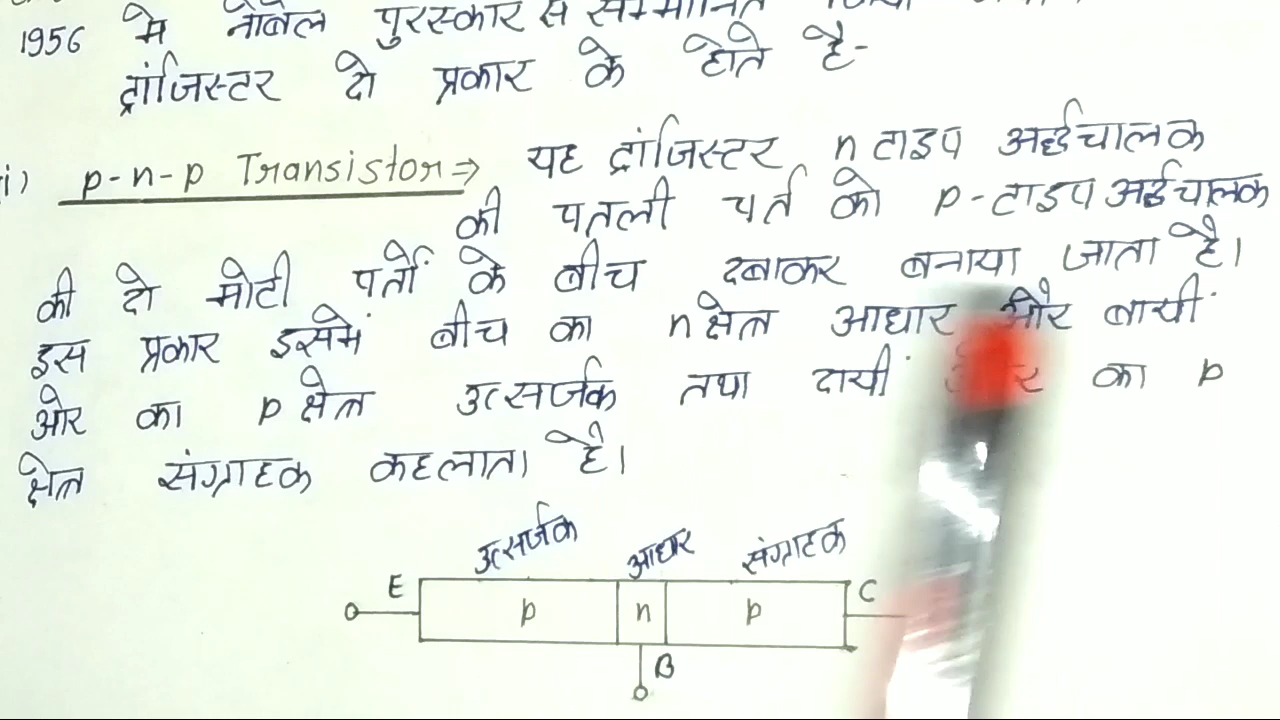 1956 मे नोबेल पुरस्कार से सम्मानित
ट्रांजिस्टर दो प्रकार के होते है-
i) p-n-p Transistor⇒ यह ट्रांजिस्टर n टाइप अर्द्धचालक
की पतली पर्त को p-टाइप अर्द्धचालक
की दो मोटी पर्तों के बीच दबाकर बनाया जाता है।
इस प्रकार इसमें बीच का n क्षेत्र आधार और बायीं
ओर का p क्षेत्र उत्सर्जक तथा दायीं ओर का p
क्षेत्र संग्राहक कहलाता है।
उत्सर्जक आधार संग्राहक
E p n p C
B